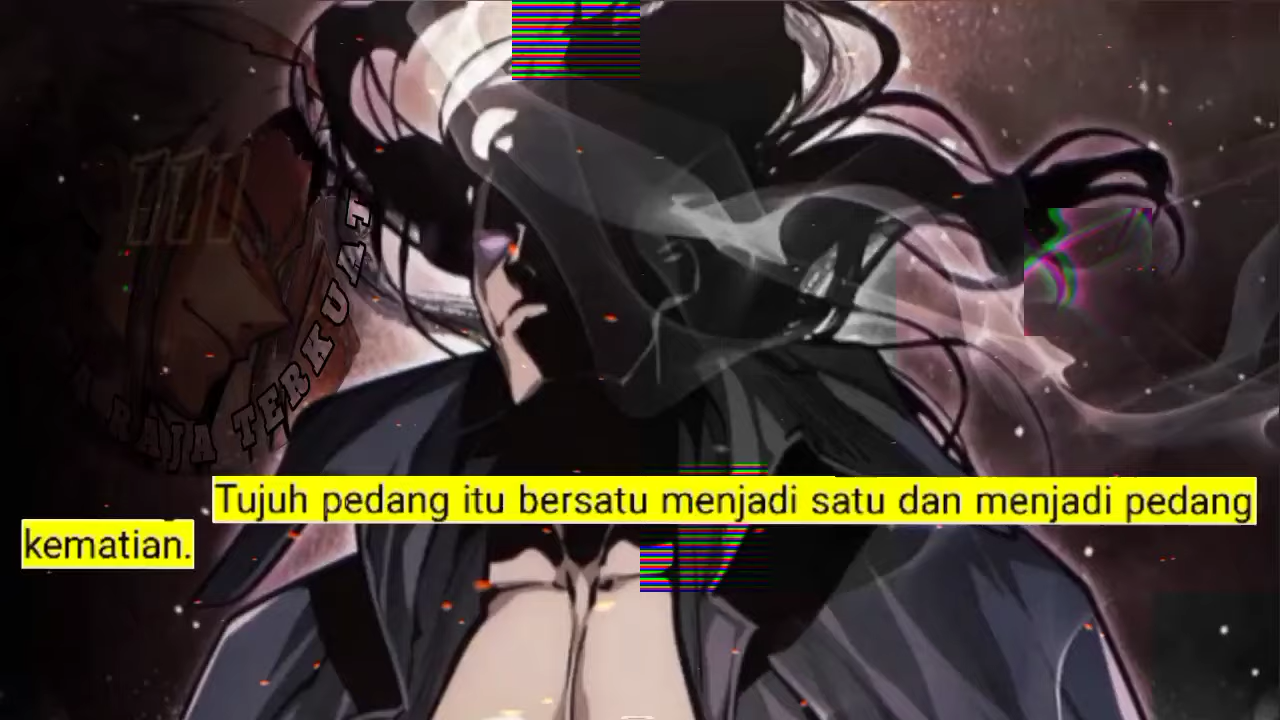 RAJA TERKUAT
Tujuh pedang itu bersatu menjadi satu dan menjadi pedang
kematian.